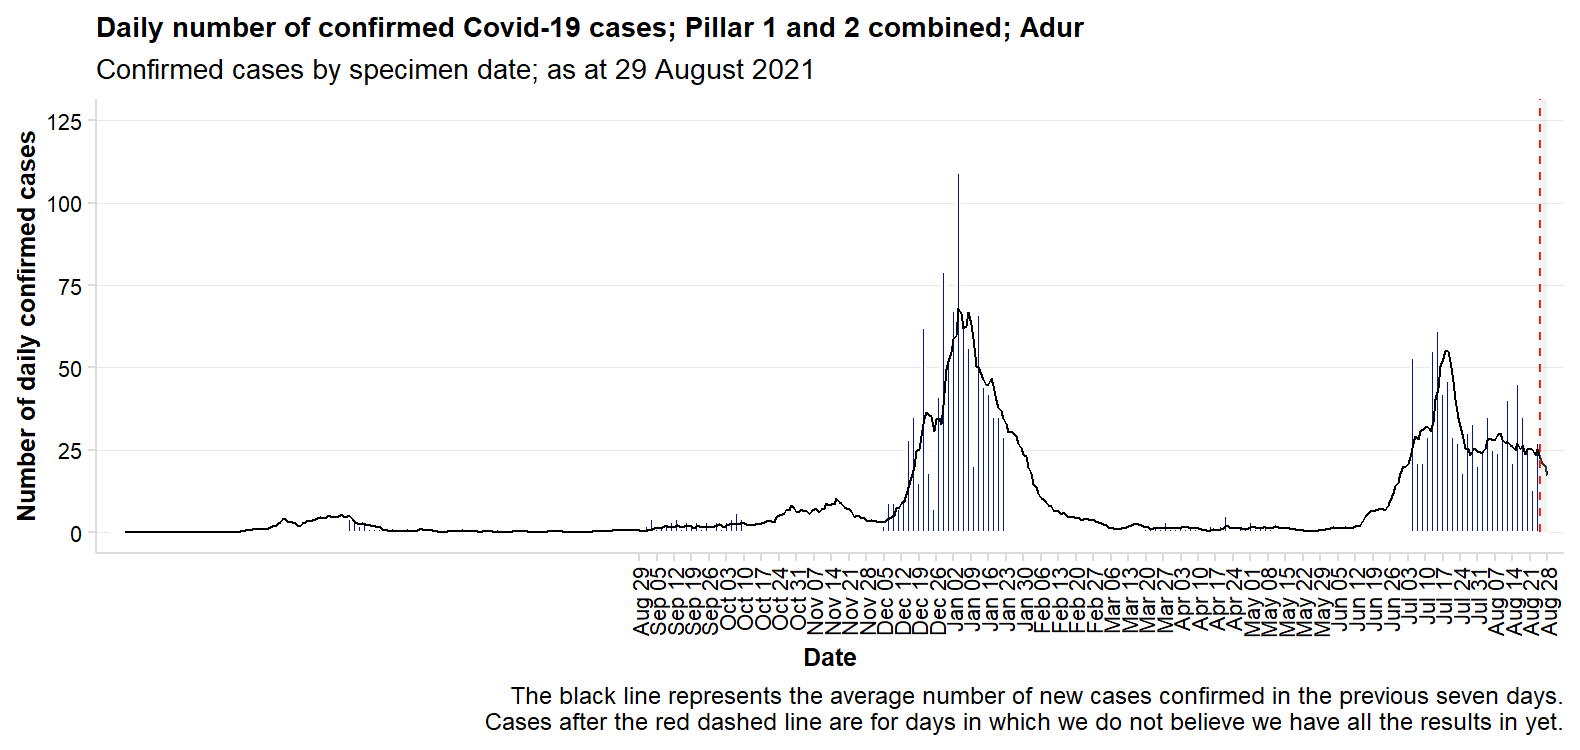 Daily number of confirmed Covid-19 cases; Pillar 1 and 2 combined; Adur
Confirmed cases by specimen date; as at 29 August 2021
Number of daily confirmed cases
125
100
75
50
25
0
Aug 29
Sep 05
Sep 12
Sep 19
Sep 26
Oct 03
Oct 10
Oct 17
Oct 24
Oct 31
Nov 07
Nov 14
Nov 21
Nov 28
Dec 05
Dec 12
Dec 19
Dec 26
Jan 02
Jan 09
Jan 16
Jan 23
Jan 30
Feb 06
Feb 13
Feb 20
Feb 27
Mar 06
Mar 13
Mar 20
Mar 27
Apr 03
Apr 10
Apr 17
Apr 24
May 01
May 08
May 15
May 22
May 29
Jun 05
Jun 12
Jun 19
Jun 26
Jul 03
Jul 10
Jul 17
Jul 24
Jul 31
Aug 07
Aug 14
Aug 21
Aug 28
Date
The black line represents the average number of new cases confirmed in the previous seven days.
Cases after the red dashed line are for days in which we do not believe we have all the results in yet.